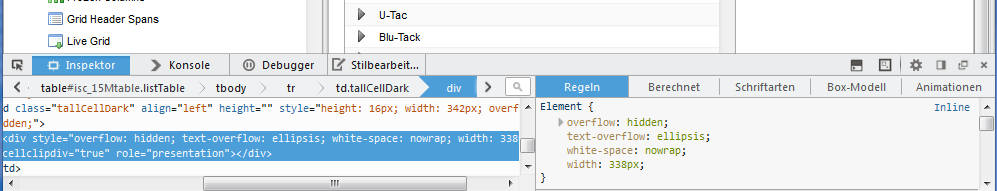 Grid Header Spans
Live Grid
U-Tac
Blu-Tack
Inspektor
Konsole
Debugger
Stilbearbeit...
table#isc_15Mtable.listTable
tbody
tr
td.tallCellDark
div
Regeln
Berechnet
Schriftarten
Box-Modell
Animationen
d class="tallCellDark" align="left" height="" style="height: 16px; width: 342px; overf
dden;">
<div style="overflow: hidden; text-overflow: ellipsis; white-space: nowrap; width: 338
cellclipdiv="true" role="presentation"></div>
td>
Element {
Inline
overflow: hidden;
text-overflow: ellipsis;
white-space: nowrap;
width: 338px;
}